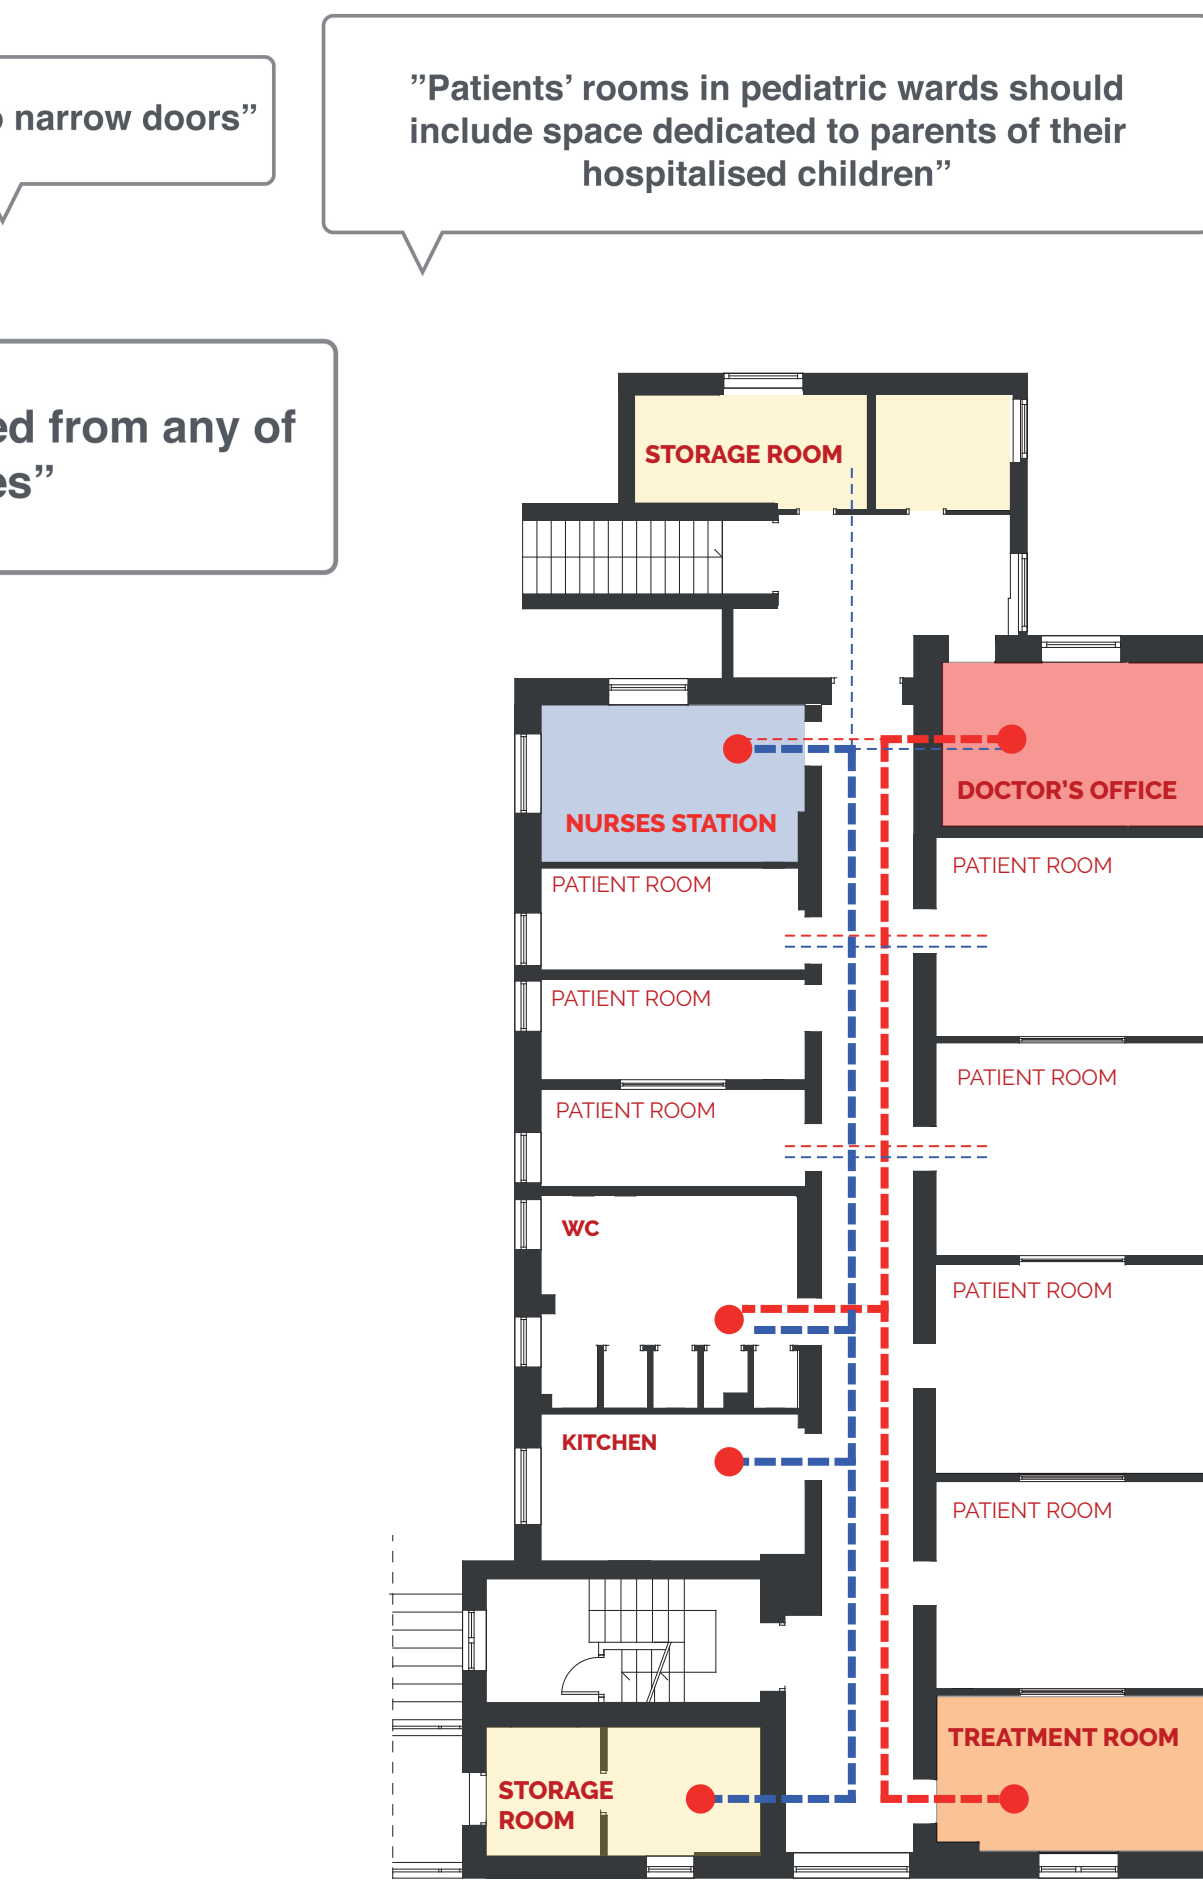 narrow doors”
”Patients’ rooms in pediatric wards should
include space dedicated to parents of their
hospitalised children”
from any of
STORAGE ROOM
DOCTOR’S OFFICE
NURSES STATION
PATIENT ROOM
PATIENT ROOM
PATIENT ROOM
PATIENT ROOM
PATIENT ROOM
WC
PATIENT ROOM
KITCHEN
PATIENT ROOM
TREATMENT ROOM
STORAGE
ROOM